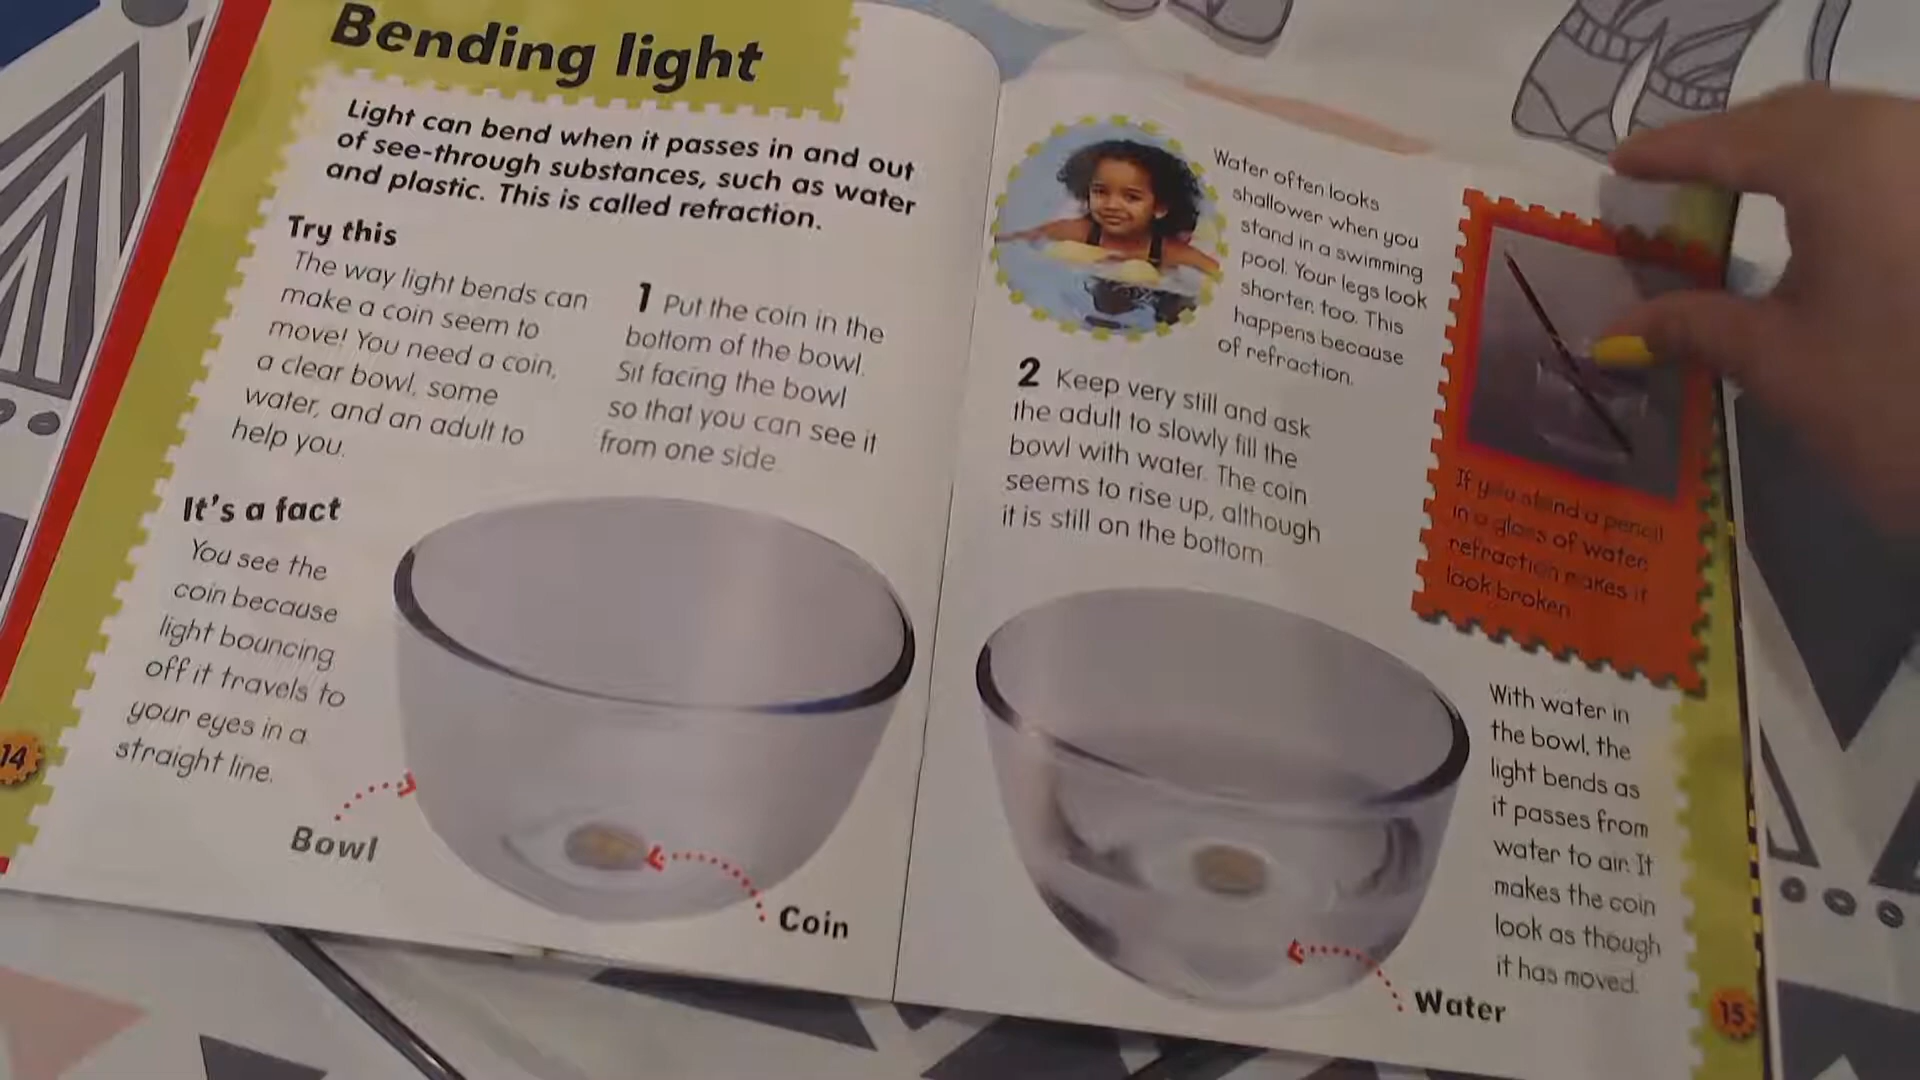 Bending light
Light can bend when it passes in and out
of see-through substances, such as water
and plastic. This is called refraction.
Try this
The way light bends can
make a coin seem to
move! You need a coin,
a clear bowl, some
water, and an adult to
help you.
1 Put the coin in the
bottom of the bowl.
Sit facing the bowl
so that you can see it
from one side.
It's a fact
You see the
coin because
light bouncing
off it travels to
your eyes in a
straight line.
Bowl
Coin
14
Water often looks
shallower when you
stand in a swimming
pool. Your legs look
shorter, too. This
happens because
of refraction.
2 Keep very still and ask
the adult to slowly fill the
bowl with water. The coin
seems to rise up, although
it is still on the bottom.
If you stand a pencil
in a glass of water,
refraction makes it
look broken.
With water in
the bowl, the
light bends as
it passes from
water to air. It
makes the coin
look as though
it has moved.
Water
15